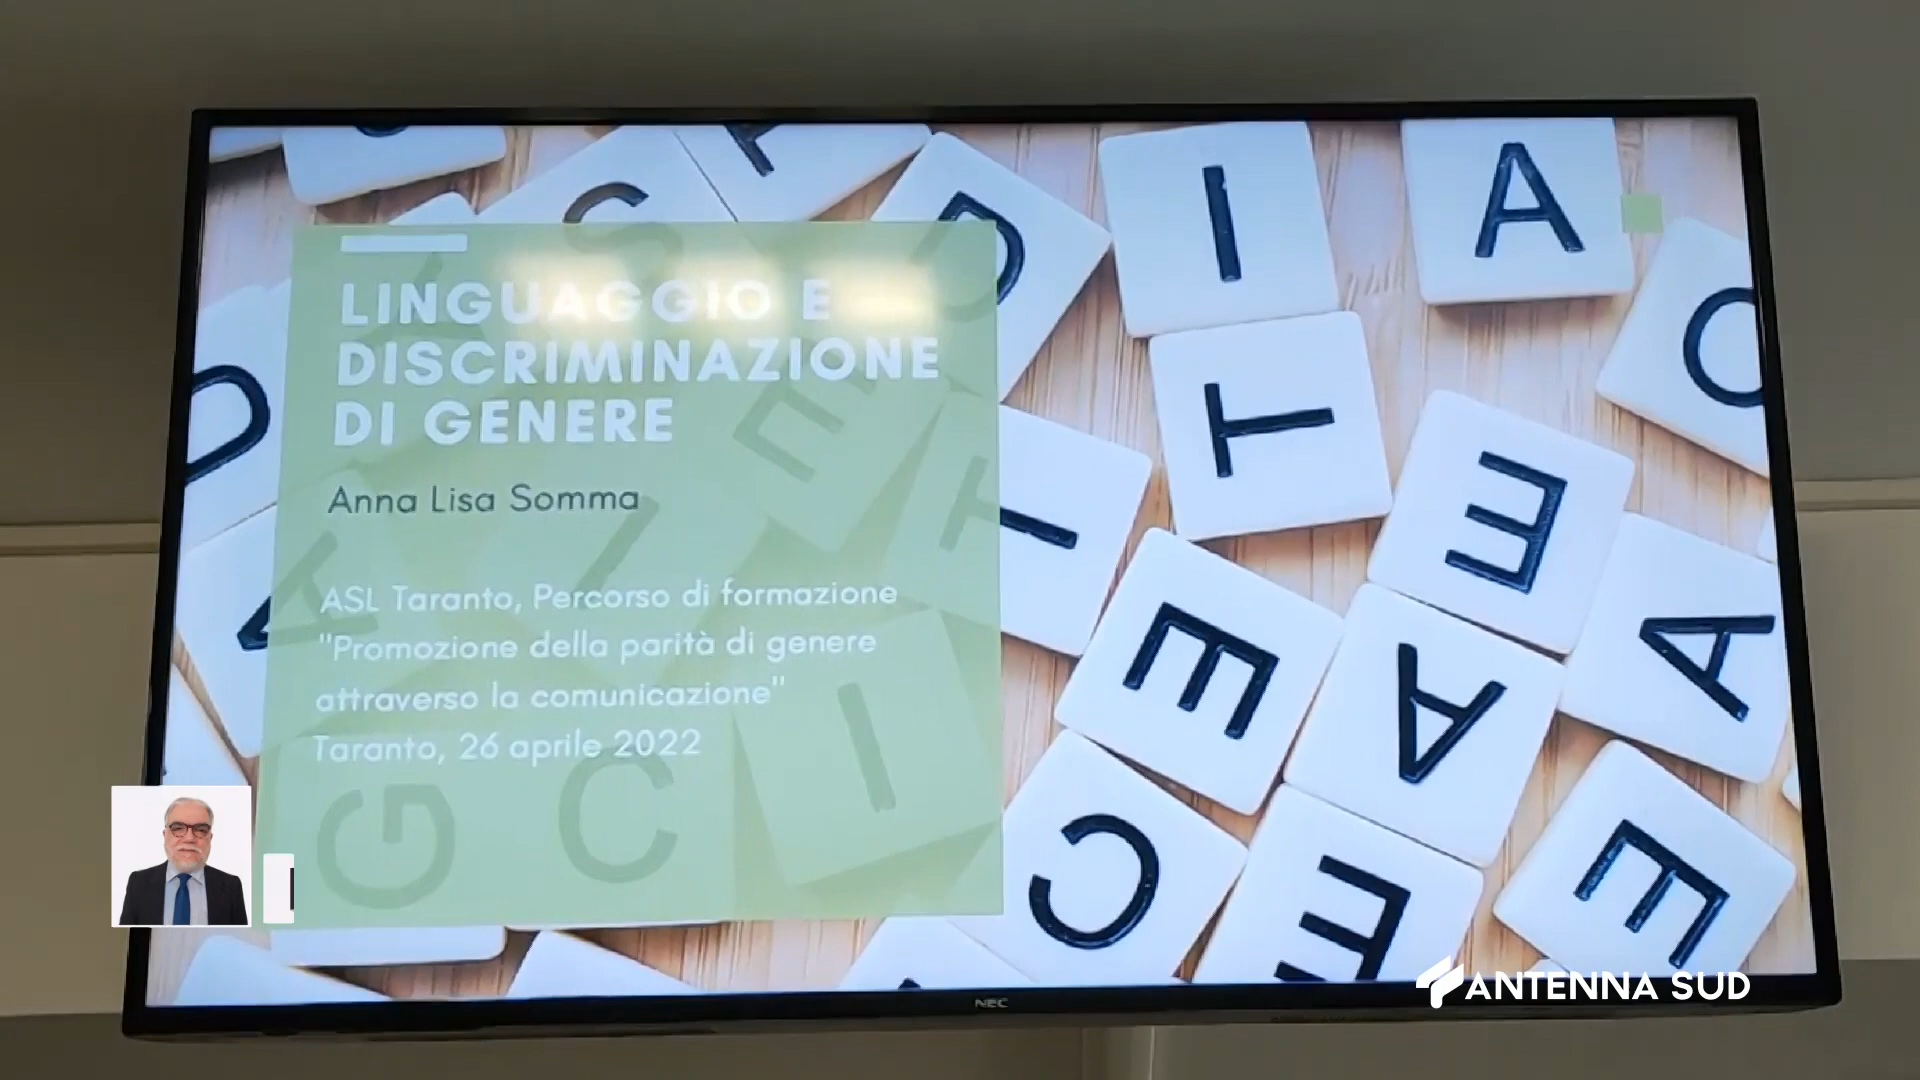 LINGUAGGIO E
DISCRIMINAZIONE
DI GENERE
Anna Lisa Somma
ASL Taranto, Percorso di formazione
"Promozione della parità di genere
attraverso la comunicazione"
Taranto, 26 aprile 2022
I
A
D
T
E
E
A
A
C
E
E
NEC
ANTENNA SUD